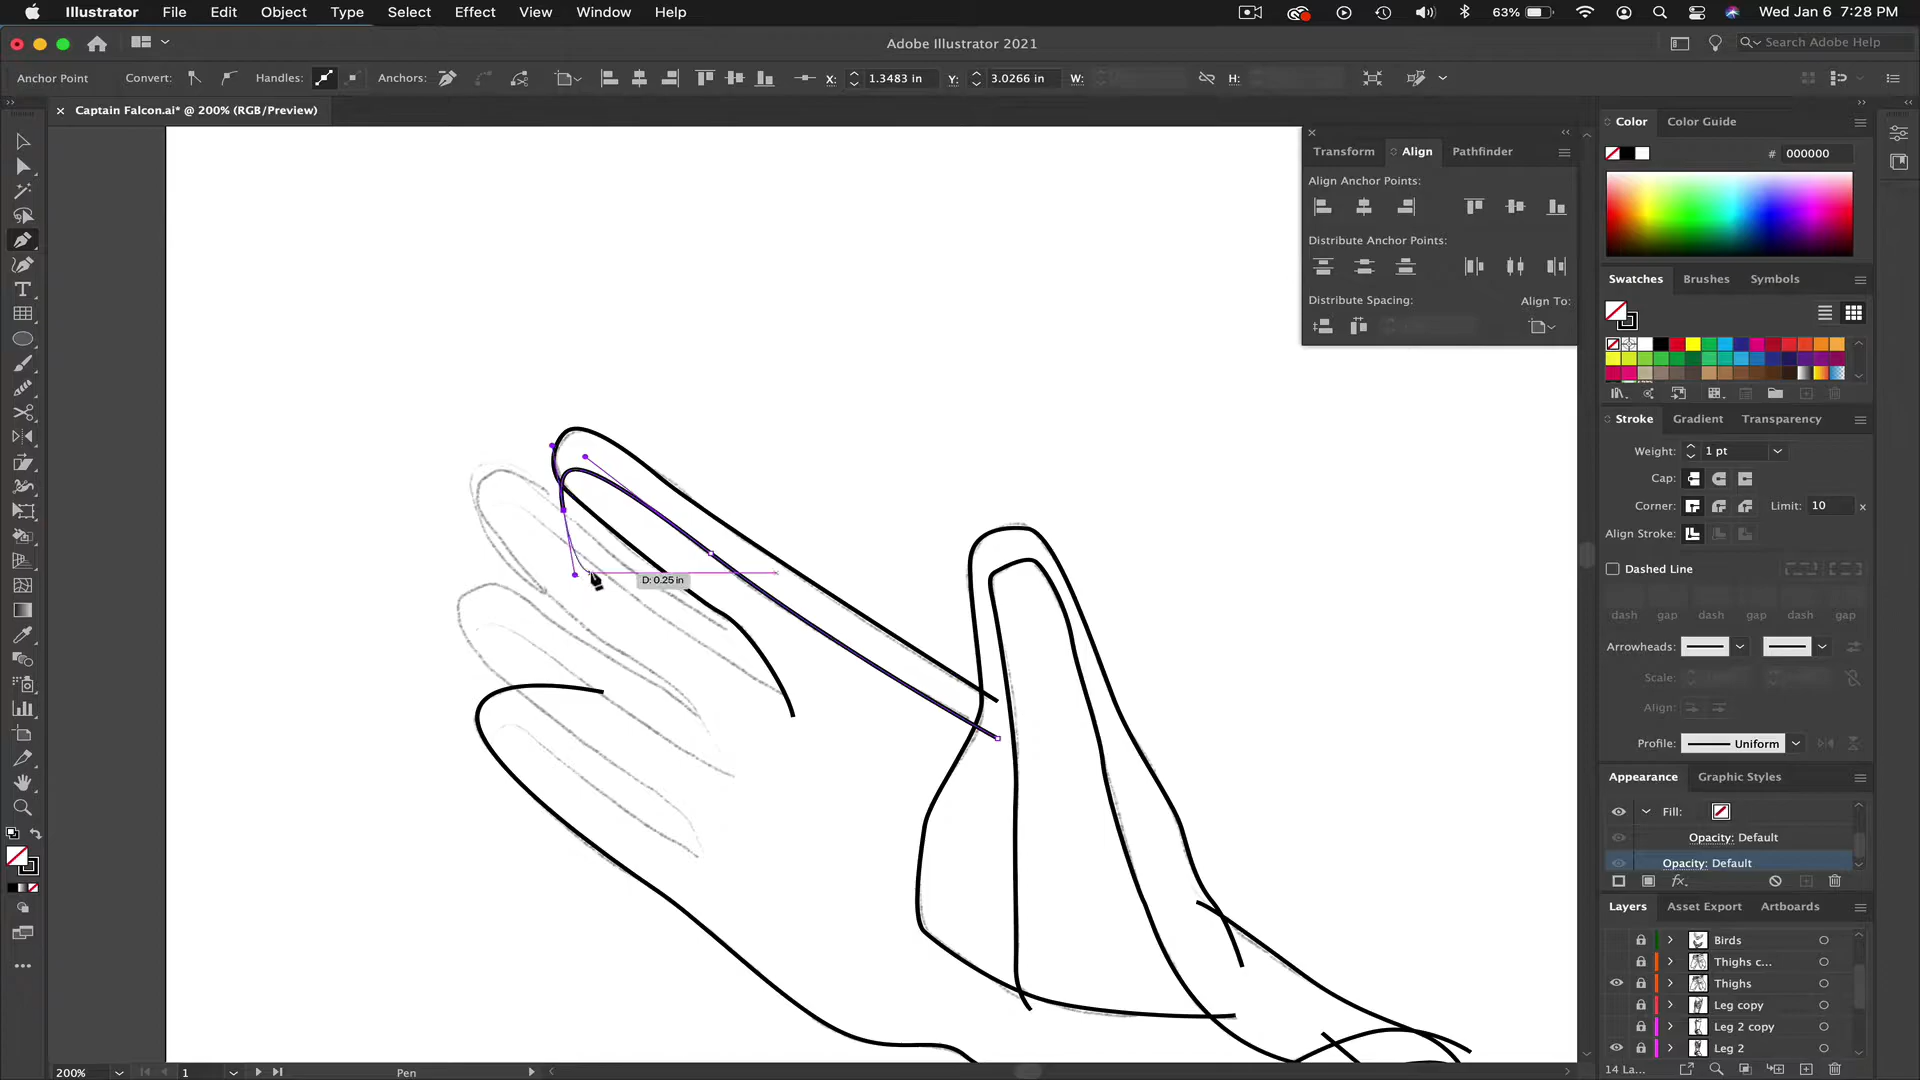 Illustrator File Edit Object Type Select Effect View Window Help 63% Wed Jan 6 7:28 PM
Adobe Illustrator 2021 Search Adobe Help
Anchor Point Convert: Handles: Anchors: X: 1.3483 in Y: 3.0266 in W: H:
Captain Falcon.ai* @ 200% (RGB/Preview)
Transform Align Pathfinder
Align Anchor Points:
Distribute Anchor Points:
Distribute Spacing: Align To:
D: 0.25 in
Color Color Guide
# 000000
Swatches Brushes Symbols
Stroke Gradient Transparency
Weight: 1 pt
Cap:
Corner: Limit: 10 x
Align Stroke:
Dashed Line
dash gap dash gap dash gap
Arrowheads:
Scale:
Align:
Profile: Uniform
Appearance Graphic Styles
Fill:
Opacity: Default
Opacity: Default
fx
Layers Asset Export Artboards
Birds
Thighs c...
Thighs
Leg copy
Leg 2 copy
Leg 2
14 La...
200% 1 Pen